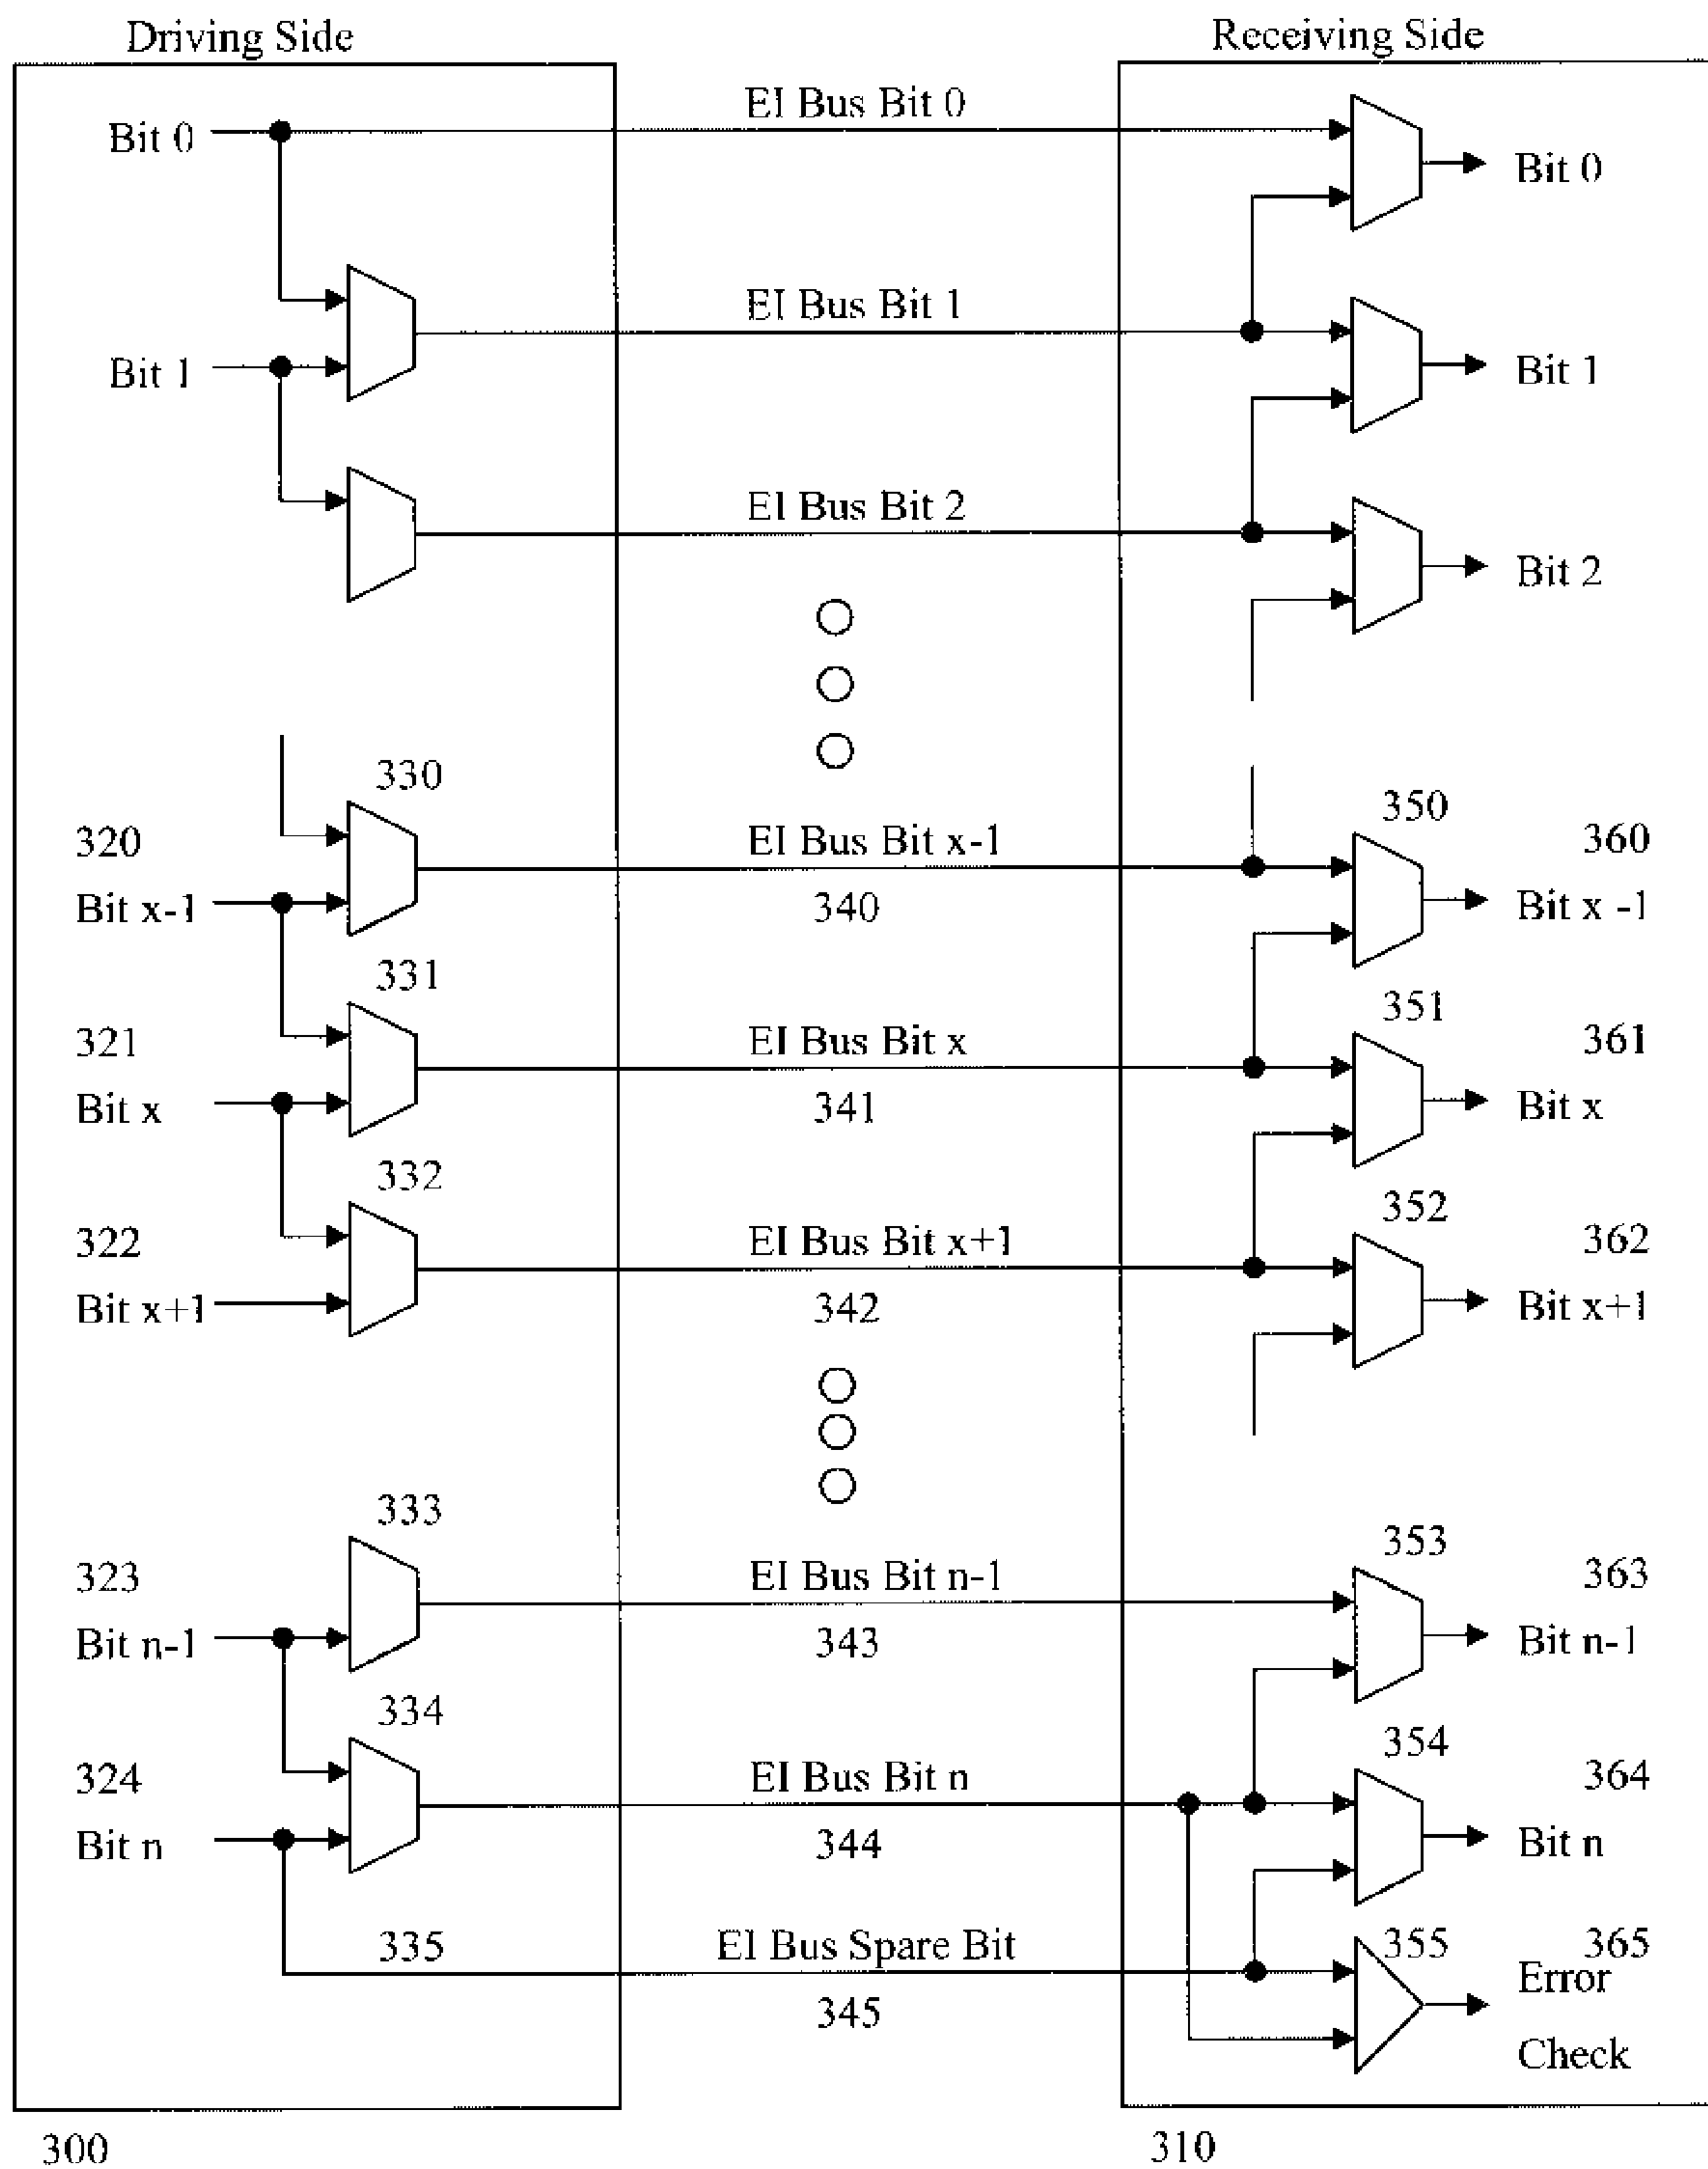 Driving Side
Receiving Side
EI Bus Bit 0
Bit 0
Bit 0
EI Bus Bit 1
Bit 1
Bit 1
EI Bus Bit 2
Bit 2
330
350
320
EI Bus Bit x-1
360
Bit x-1
340
Bit x -1
331
351
321
EI Bus Bit x
361
Bit x
341
Bit x
332
352
322
EI Bus Bit x+1
362
Bit x+1
342
Bit x+1
333
353
323
EI Bus Bit n-1
363
Bit n-1
343
Bit n-1
334
354
324
EI Bus Bit n
364
Bit n
344
Bit n
335
EI Bus Spare Bit
355
365
Error
345
Check
300
310